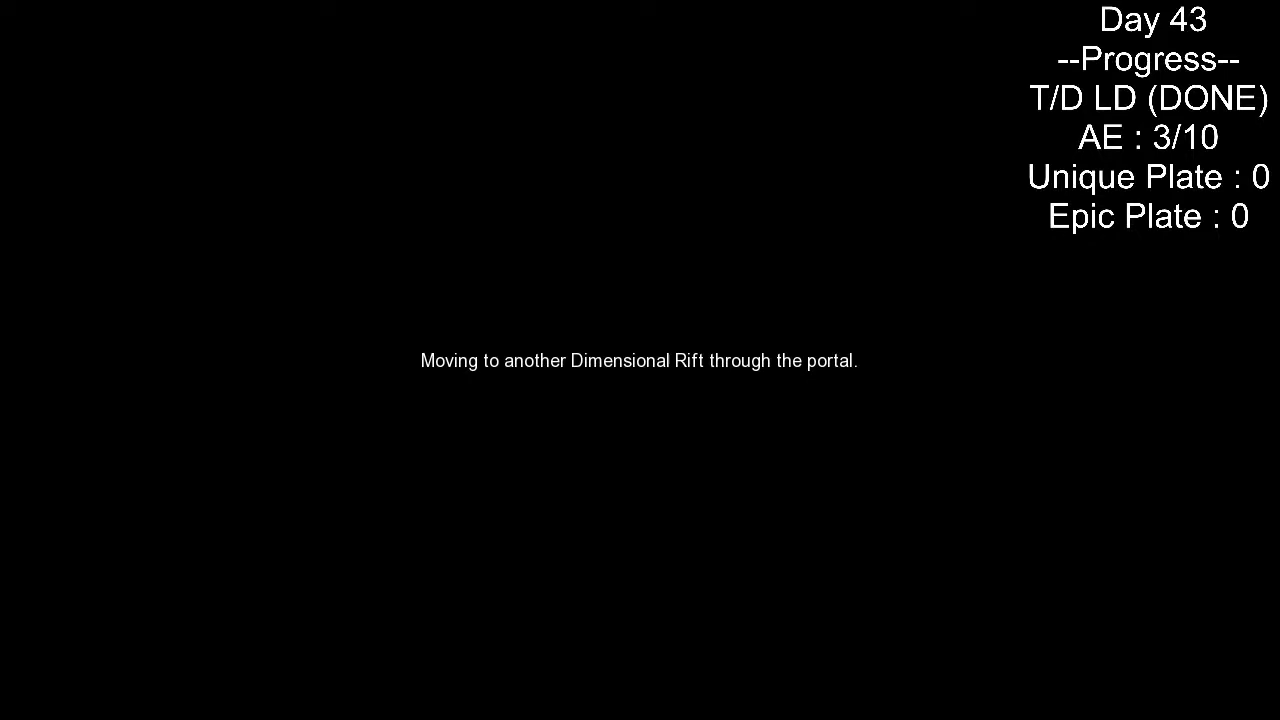 Day 43
--Progress--
T/D LD (DONE)
AE : 3/10
Unique Plate : 0
Epic Plate : 0
Moving to another Dimensional Rift through the portal.